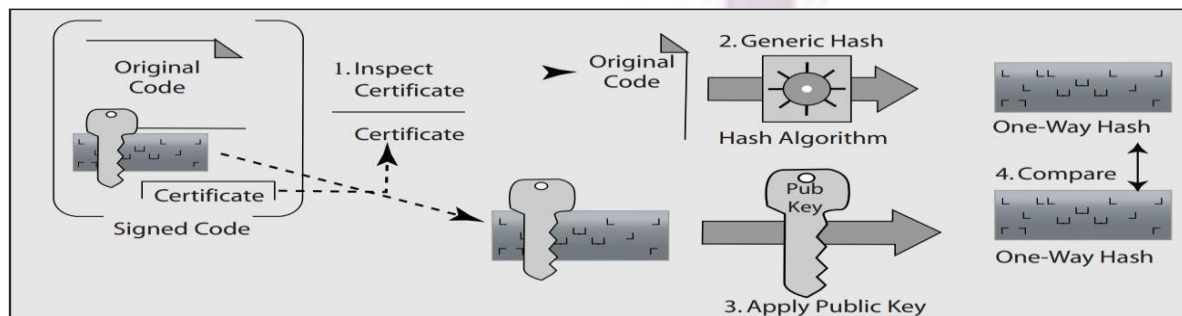 Original
Code
Certificate
Signed Code
1. Inspect
Certificate
Certificate
Original
Code
2. Generic Hash
Hash Algorithm
One-Way Hash
4. Compare
One-Way Hash
Pub
Key
3. Apply Public Key